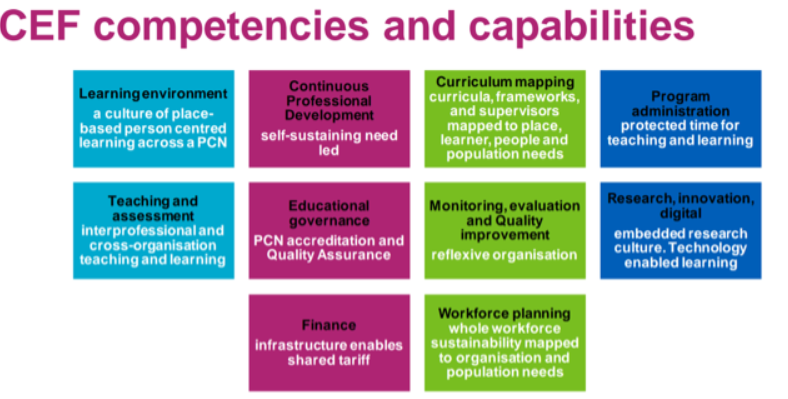 CEF competencies and capabilities
Learning environment
a culture of place-
based person centred
learning across a PCN
Continuous
Professional
Development
self-sustaining need
led
Curriculum mapping
curricula, frameworks,
and supervisors
mapped to place,
learner, people and
population needs
Program
administration
protected time for
teaching and learning
Teaching and
assessment
interprofessional and
cross-organisation
teaching and learning
Educational
governance
PCN accreditation and
Quality Assurance
Monitoring, evaluation
and Quality
improvement
reflexive organisation
Research, innovation,
digital
embedded research
culture. Technology
enabled learning
Finance
infrastructure enables
shared tariff
Workforce planning
whole workforce
sustainability mapped
to organisation and
population needs